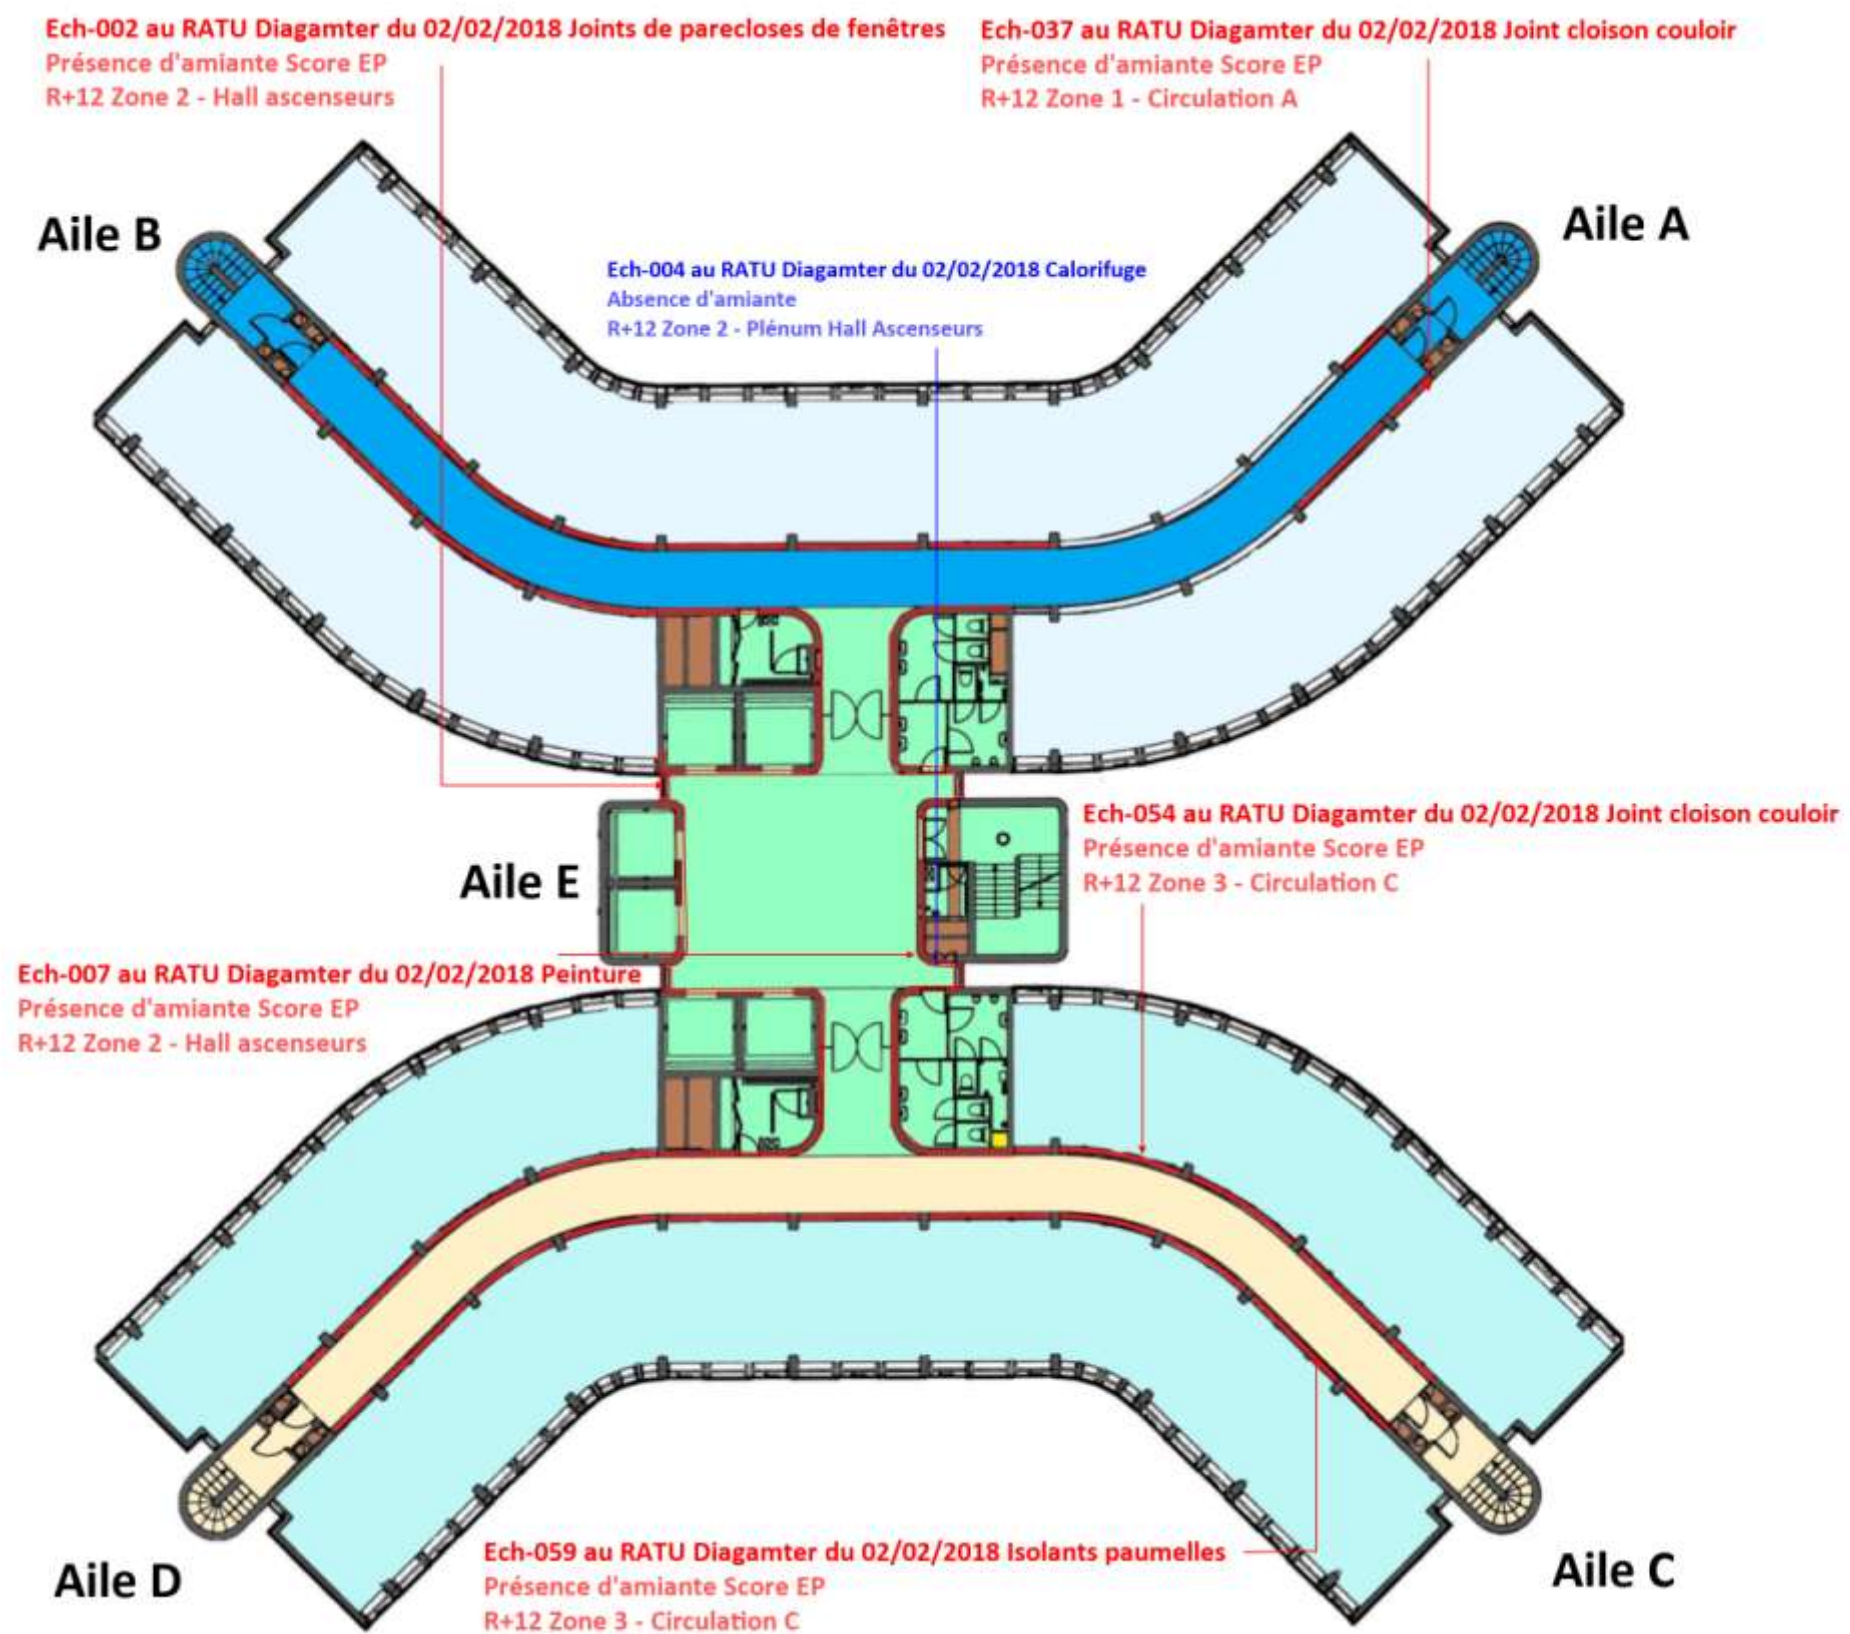 Ech-002 au RATU Diagamter du 02/02/2018 Joints de parecloses de fenêtres
Présence d'amiante Score EP
R+12 Zone 2 - Hall ascenseurs
Ech-037 au RATU Diagamter du 02/02/2018 Joint cloison couloir
Présence d'amiante Score EP
R+12 Zone 1 - Circulation A
Aile B
Aile A
Ech-004 au RATU Diagamter du 02/02/2018 Calorifuge
Absence d'amiante
R+12 Zone 2 - Plénum Hall Ascenseurs
Ech-054 au RATU Diagamter du 02/02/2018 Joint cloison couloir
Présence d'amiante Score EP
R+12 Zone 3 - Circulation C
Aile E
Ech-007 au RATU Diagamter du 02/02/2018 Peinture
Présence d'amiante Score EP
R+12 Zone 2 - Hall ascenseurs
Ech-059 au RATU Diagamter du 02/02/2018 Isolants paumelles
Présence d'amiante Score EP
R+12 Zone 3 - Circulation C
Aile D
Aile C